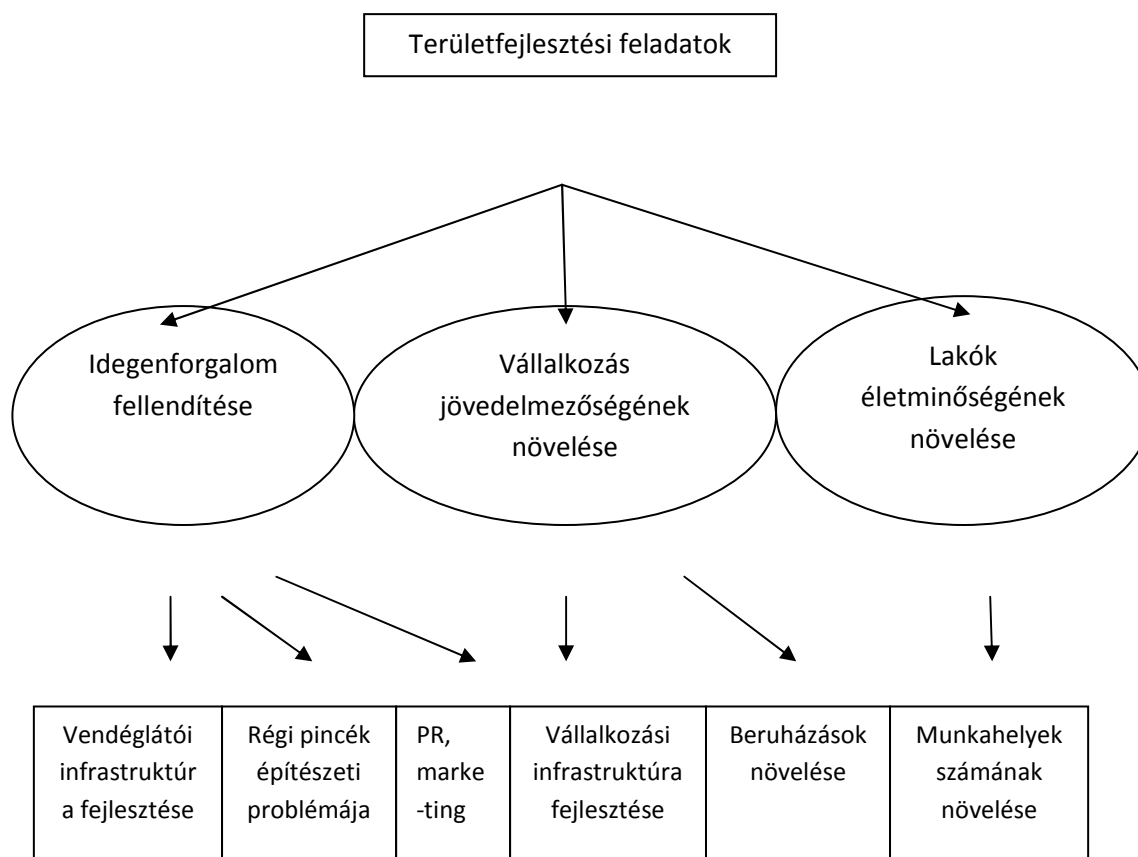 Területfejlesztési feladatok
Idegenforgalom
fellendítése
Vállalkozás
jövedelmezőségének
növelése
Lakók
életminőségének
növelése
Vendéglátói
infrastruktúr
a fejlesztése
Régi pincék
építészeti
problémája
PR,
marke
-ting
Vállalkozási
infrastruktúra
fejlesztése
Beruházások
növelése
Munkahelyek
számának
növelése